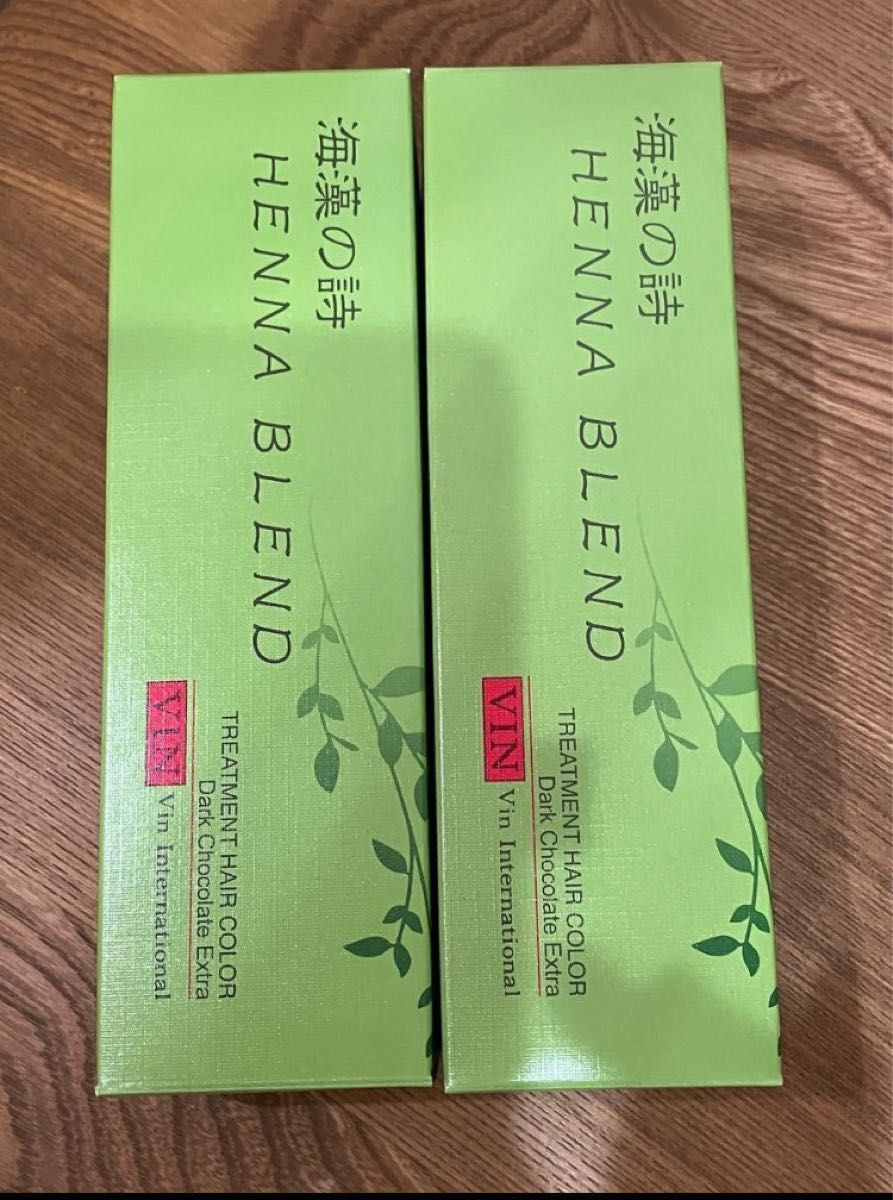 海藻の詩
HENNA BLEND
TREATMENT HAIR COLOR
Dark Chocolate Extra
VIN Vin International
海藻の詩
HENNA BLEND
TREATMENT HAIR COLOR
Dark Chocolate Extra
VIN Vin International